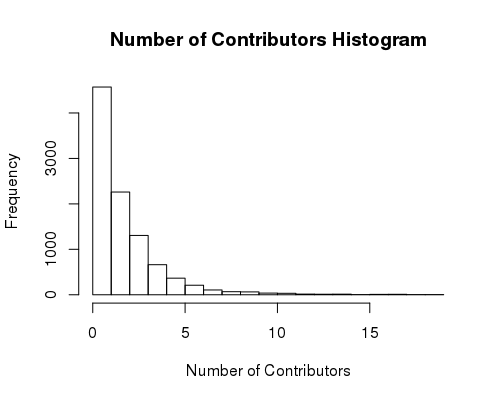 Number of Contributors Histogram
Frequency
3000
1000
0
0 5 10 15
Number of Contributors